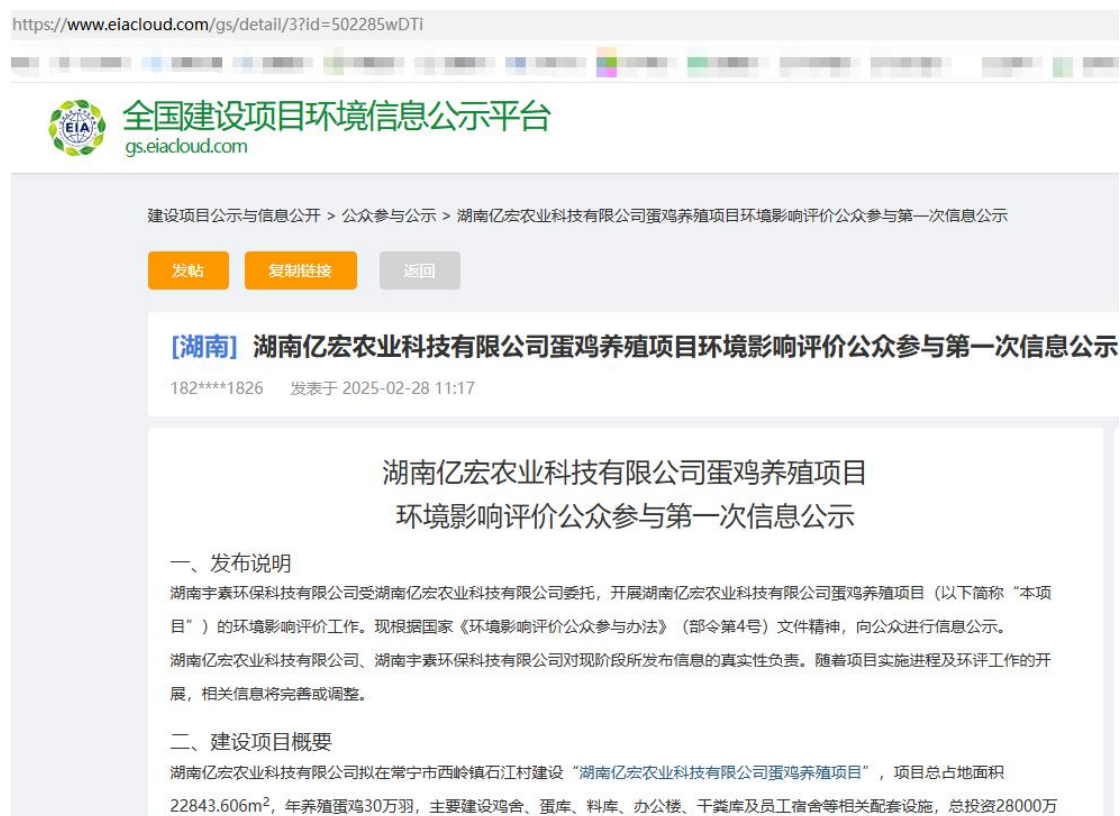 https://www.eiacloud.com/gs/detail/3?id=502285wDTi
EIA
全国建设项目环境信息公示平台
gs.eiacloud.com
建设项目公示与信息公开 > 公众参与公示 > 湖南亿宏农业科技有限公司蛋鸡养殖项目环境影响评价公众参与第一次信息公示
发帖 复制链接 返回
[湖南] 湖南亿宏农业科技有限公司蛋鸡养殖项目环境影响评价公众参与第一次信息公示
182****1826 发表于 2025-02-28 11:17
湖南亿宏农业科技有限公司蛋鸡养殖项目
环境影响评价公众参与第一次信息公示
一、发布说明
湖南宇素环保科技有限公司受湖南亿宏农业科技有限公司委托，开展湖南亿宏农业科技有限公司蛋鸡养殖项目（以下简称“本项
目”）的环境影响评价工作。现根据国家《环境影响评价公众参与办法》（部令第4号）文件精神，向公众进行信息公示。
湖南亿宏农业科技有限公司、湖南宇素环保科技有限公司对现阶段所发布信息的真实性负责。随着项目实施进程及环评工作的开
展，相关信息将完善或调整。
二、建设项目概要
湖南亿宏农业科技有限公司拟在常宁市西岭镇石江村建设“湖南亿宏农业科技有限公司蛋鸡养殖项目”，项目总占地面积
22843.606m²，年养殖蛋鸡30万羽，主要建设鸡舍、蛋库、料库、办公楼、干粪库及员工宿舍等相关配套设施，总投资28000万